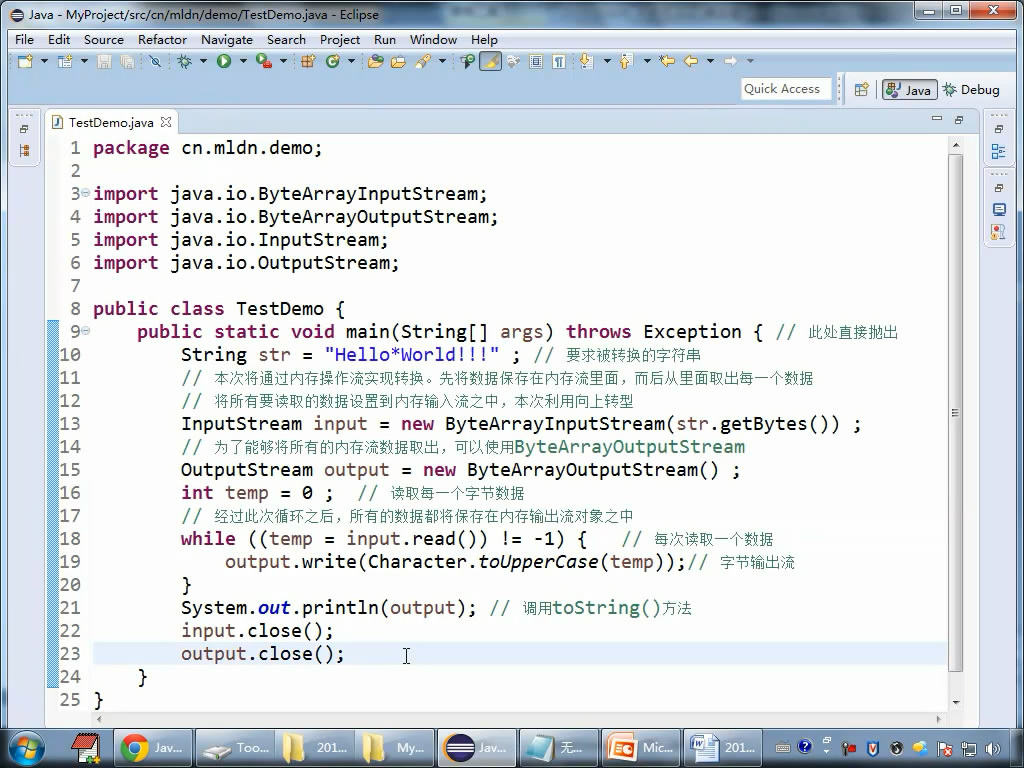 Java - MyProject/src/cn/mldn/demo/TestDemo.java - Eclipse
File Edit Source Refactor Navigate Search Project Run Window Help
Quick Access
Java
Debug
TestDemo.java
1 package cn.mldn.demo;
2
3 import java.io.ByteArrayInputStream;
4 import java.io.ByteArrayOutputStream;
5 import java.io.InputStream;
6 import java.io.OutputStream;
7
8 public class TestDemo {
9 public static void main(String[] args) throws Exception { // 此处直接抛出
10 String str = "Hello*World!!!" ; // 要求被转换的字符串
11 // 本次将通过内存操作流实现转换。先将数据保存在内存流里面，而后从里面取出每一个数据
12 // 将所有要读取的数据设置到内存输入流之中，本次利用向上转型
13 InputStream input = new ByteArrayInputStream(str.getBytes()) ;
14 // 为了能够将所有的内存流数据取出，可以使用ByteArrayOutputStream
15 OutputStream output = new ByteArrayOutputStream() ;
16 int temp = 0 ; // 读取每一个字节数据
17 // 经过此次循环之后，所有的数据都将保存在内存输出流对象之中
18 while ((temp = input.read()) != -1) { // 每次读取一个数据
19 output.write(Character.toUpperCase(temp));// 字节输出流
20 }
21 System.out.println(output); // 调用toString()方法
22 input.close();
23 output.close();
24 }
25 }
Jav... Too... 201... My... Jav... 无... Mic... 201...